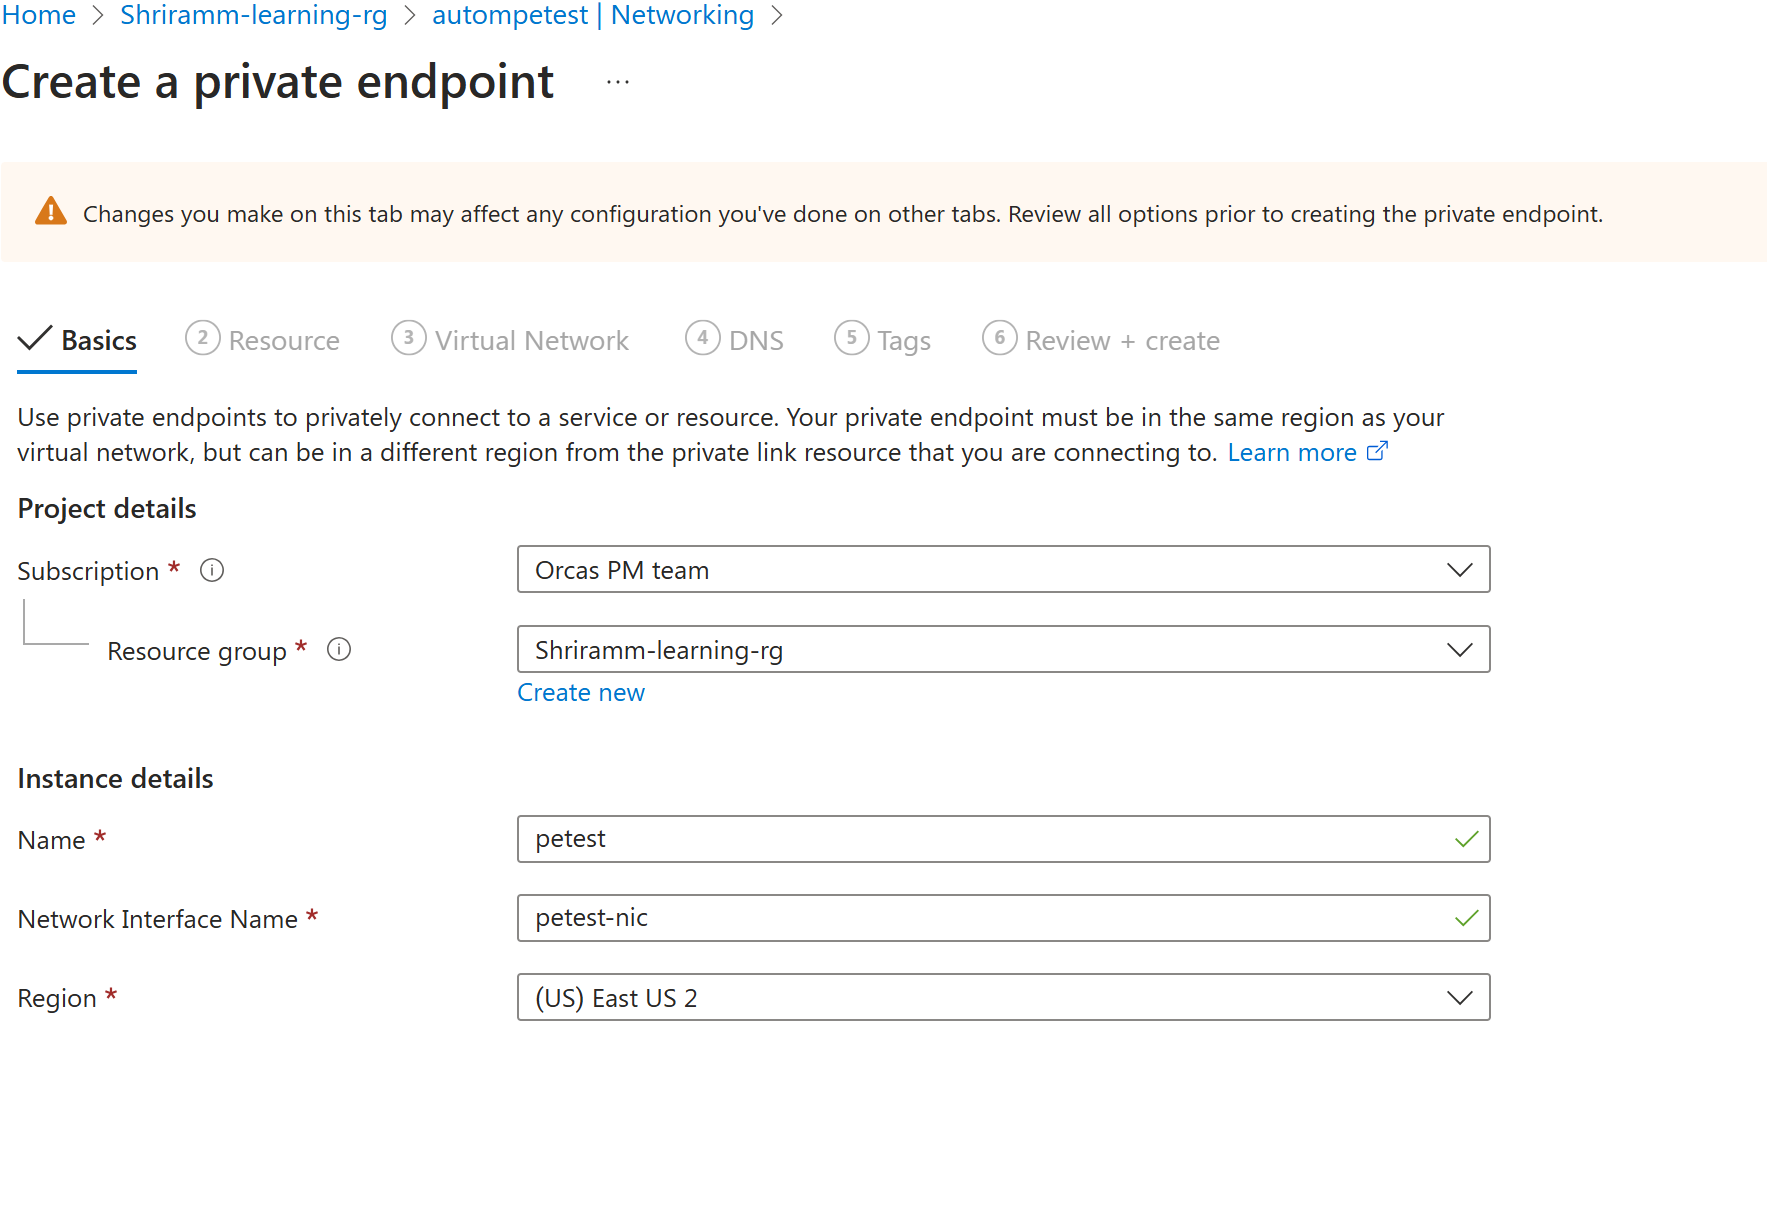 Home > Shriramm-learning-rg > autompetest | Networking >
Create a private endpoint ...
Changes you make on this tab may affect any configuration you've done on other tabs. Review all options prior to creating the private endpoint.
Basics 2 Resource 3 Virtual Network 4 DNS 5 Tags 6 Review + create
Use private endpoints to privately connect to a service or resource. Your private endpoint must be in the same region as your
virtual network, but can be in a different region from the private link resource that you are connecting to. Learn more
Project details
Subscription * Orcas PM team
Resource group * Shriramm-learning-rg
Create new
Instance details
Name * petest
Network Interface Name * petest-nic
Region * (US) East US 2